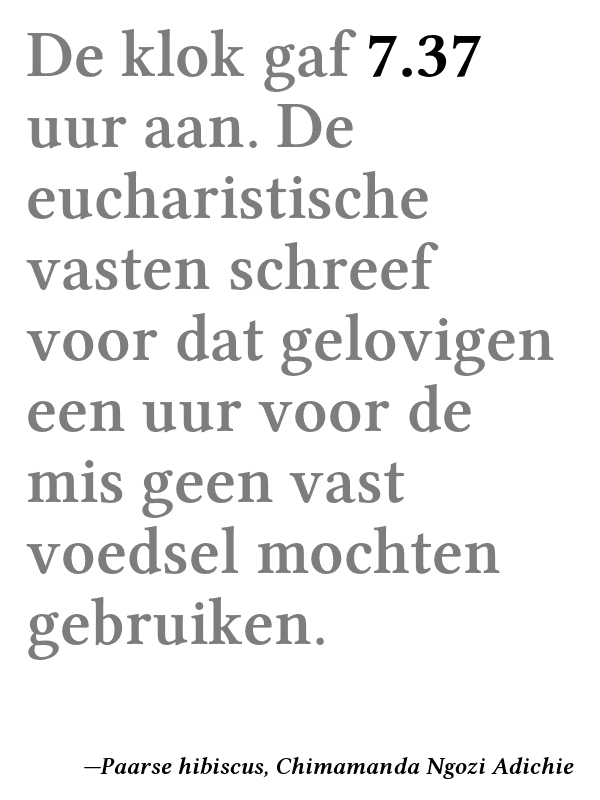 De klok gaf 7.37
uur aan. De
eucharistische
vasten schreef
voor dat gelovigen
een uur voor de
mis geen vast
voedsel mochten
gebruiken.
—Paarse hibiscus, Chimamanda Ngozi Adichie